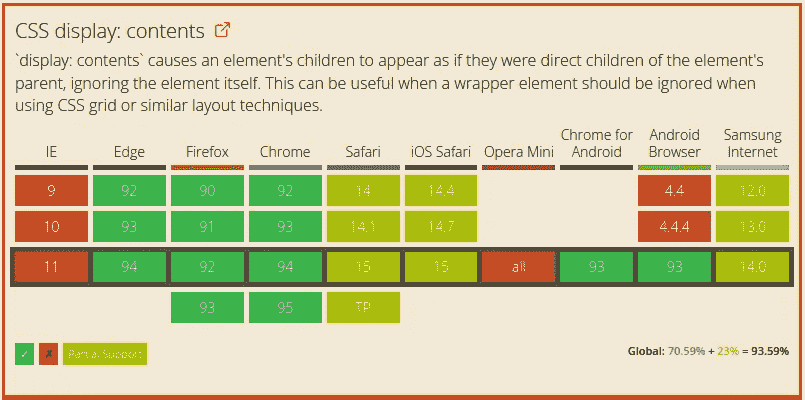 CSS display: contents
`display: contents` causes an element's children to appear as if they were direct children of the element's
parent, ignoring the element itself. This can be useful when a wrapper element should be ignored when
using CSS grid or similar layout techniques.
IE Edge Firefox Chrome Safari iOS Safari Opera Mini Chrome for Android Android Browser Samsung Internet
9 92 90 92 14 14.4 4.4 12.0
10 93 91 93 14.1 14.7 4.4.4 13.0
11 94 92 94 15 15 all 93 93 14.0
93 95 TP
✓ ✗ Partial Support
Global: 70.59% + 23% = 93.59%